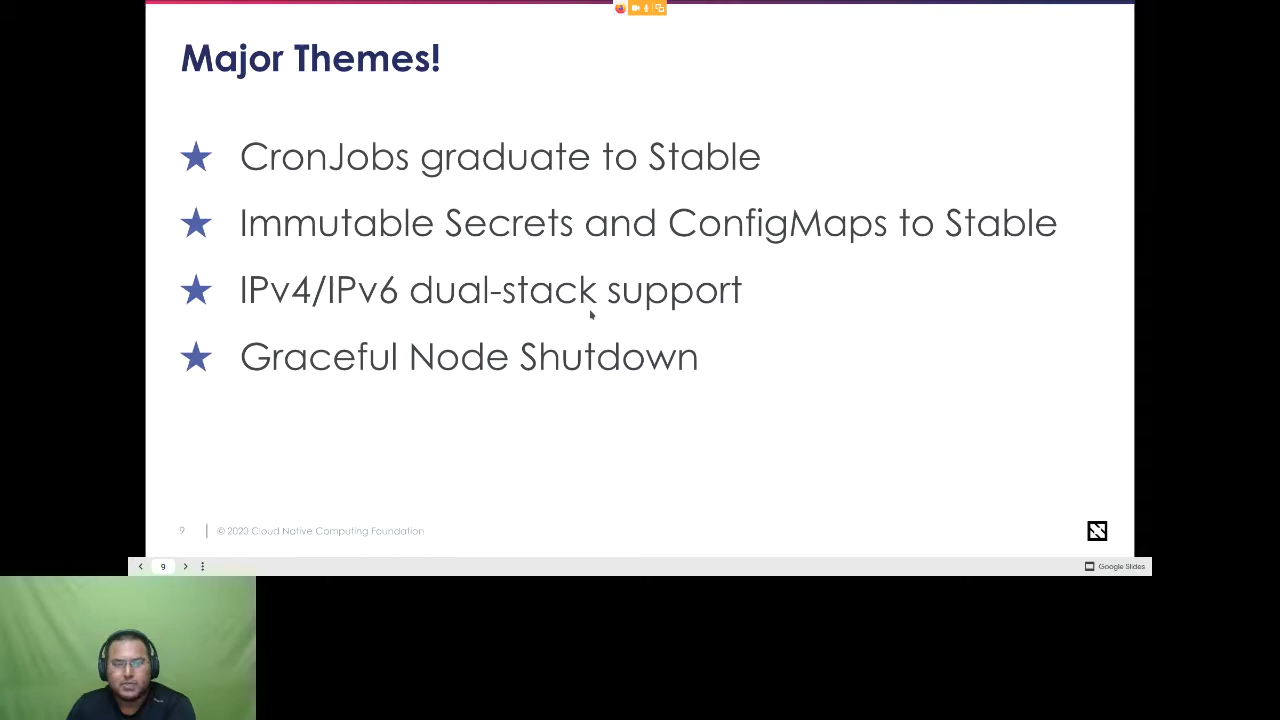 Major Themes!
★ CronJobs graduate to Stable
★ Immutable Secrets and ConfigMaps to Stable
★ IPv4/IPv6 dual-stack support
★ Graceful Node Shutdown
9 | © 2020 Cloud Native Computing Foundation
9
Google Slides